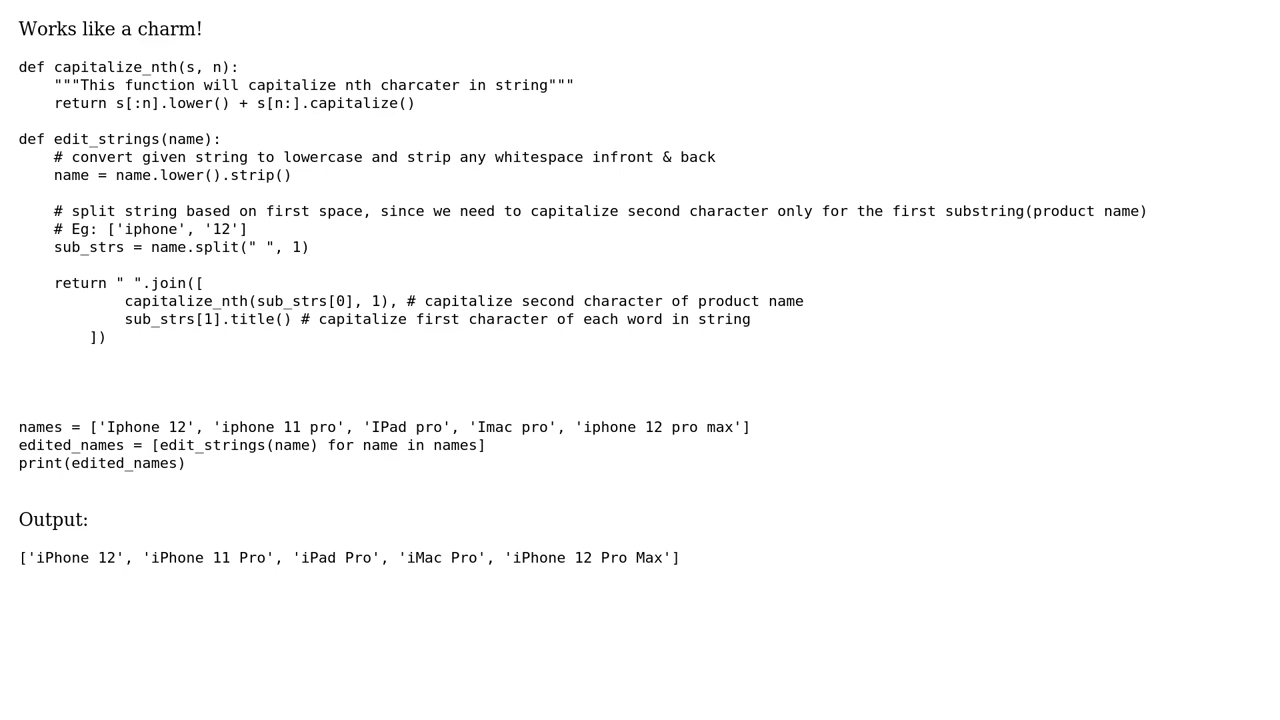 Works like a charm!
def capitalize_nth(s, n):
    """This function will capitalize nth charcater in string"""
    return s[:n].lower() + s[n:].capitalize()
def edit_strings(name):
    # convert given string to lowercase and strip any whitespace infront & back
    name = name.lower().strip()
    # split string based on first space, since we need to capitalize second character only for the first substring(product name)
    # Eg: ['iphone', '12']
    sub_strs = name.split(" ", 1)
    return " ".join([
            capitalize_nth(sub_strs[0], 1), # capitalize second character of product name
            sub_strs[1].title() # capitalize first character of each word in string
        ])
names = ['Iphone 12', 'iphone 11 pro', 'IPad pro', 'Imac pro', 'iphone 12 pro max']
edited_names = [edit_strings(name) for name in names]
print(edited_names)
Output:
['iPhone 12', 'iPhone 11 Pro', 'iPad Pro', 'iMac Pro', 'iPhone 12 Pro Max']